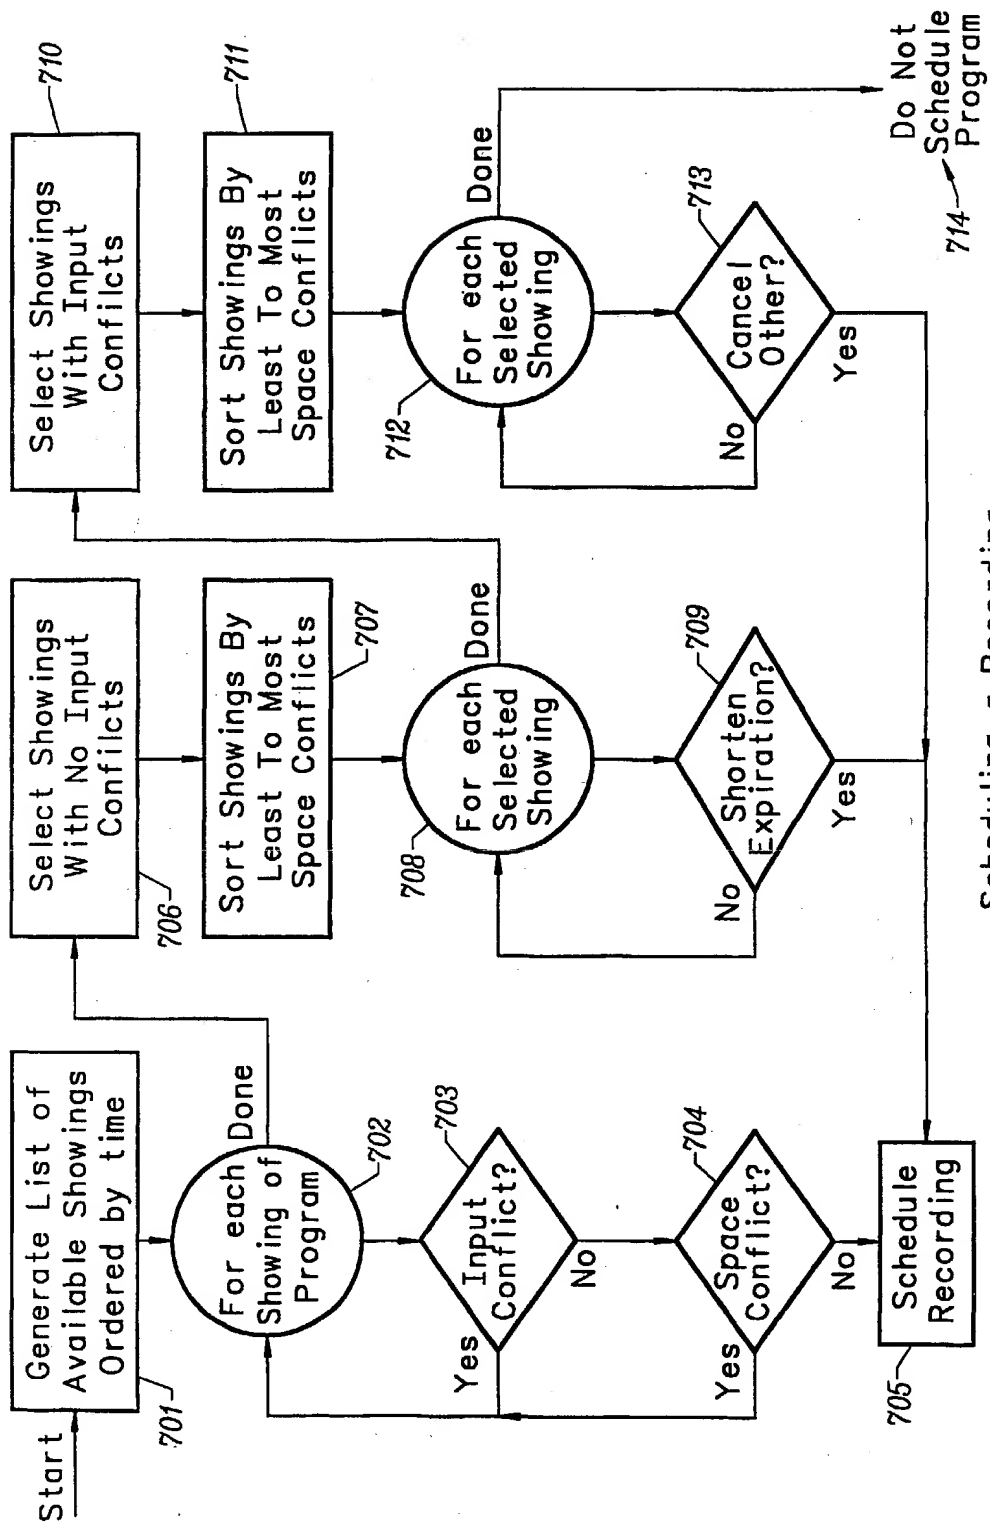 Start
Generate List of
Available Showings
Ordered by time
701
For each
Showing of
Program
702
Done
Input
Conflict?
703
Yes
No
Space
Conflict?
704
Yes
No
Schedule
Recording
705
Select Showings
With No Input
Confilcts
706
Sort Showings By
Least To Most
Space Conflicts
707
For each
Selected
Showing
708
Done
Shorten
Expiration?
709
No
Yes
Select Showings
With Input
Confilcts
710
Sort Showings By
Least To Most
Space Conflicts
711
For each
Selected
Showing
712
Done
Cancel
Other?
713
No
Yes
Do Not
Schedule
Program
714